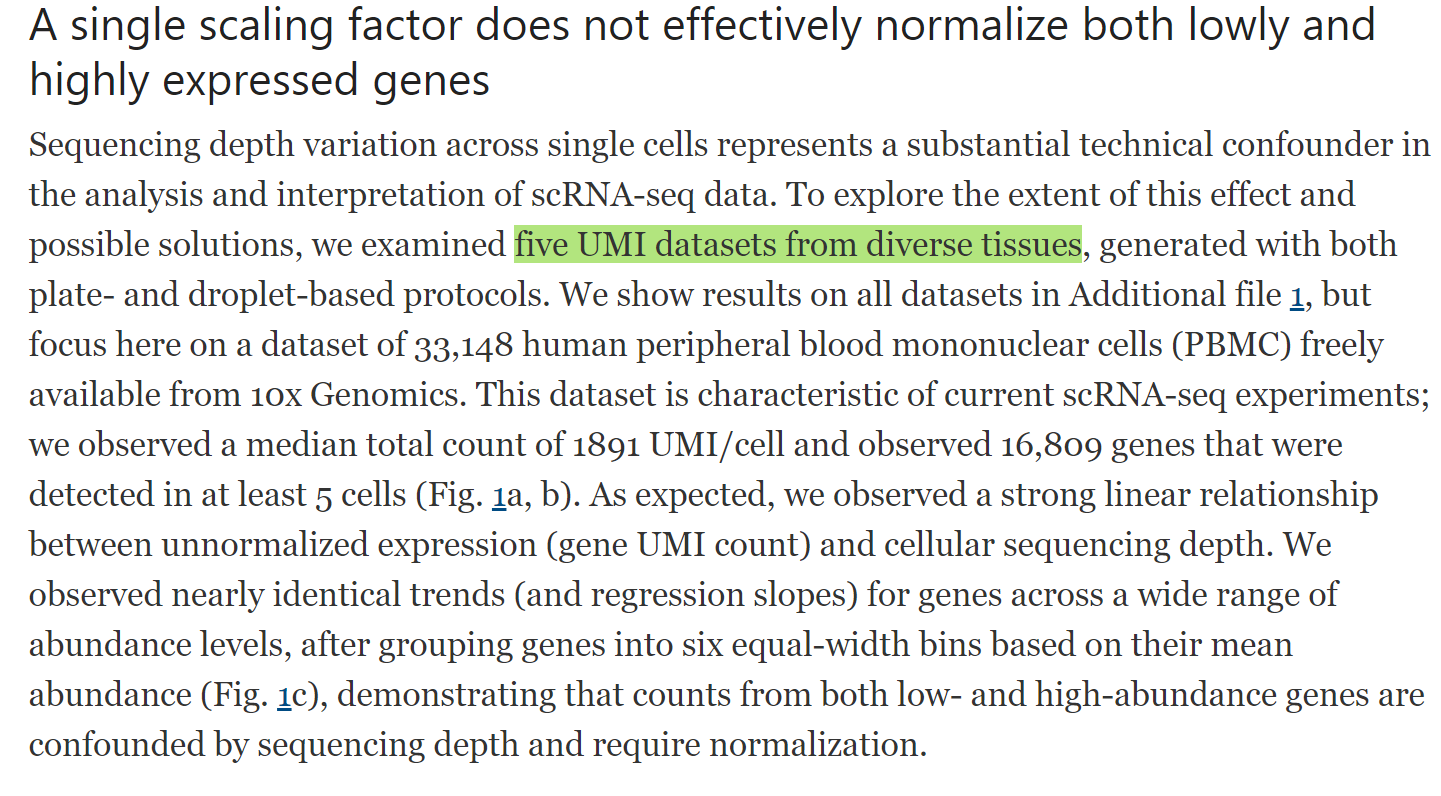 A single scaling factor does not effectively normalize both lowly and
highly expressed genes
Sequencing depth variation across single cells represents a substantial technical confounder in
the analysis and interpretation of scRNA-seq data. To explore the extent of this effect and
possible solutions, we examined five UMI datasets from diverse tissues, generated with both
plate- and droplet-based protocols. We show results on all datasets in Additional file 1, but
focus here on a dataset of 33,148 human peripheral blood mononuclear cells (PBMC) freely
available from 10x Genomics. This dataset is characteristic of current scRNA-seq experiments;
we observed a median total count of 1891 UMI/cell and observed 16,809 genes that were
detected in at least 5 cells (Fig. 1a, b). As expected, we observed a strong linear relationship
between unnormalized expression (gene UMI count) and cellular sequencing depth. We
observed nearly identical trends (and regression slopes) for genes across a wide range of
abundance levels, after grouping genes into six equal-width bins based on their mean
abundance (Fig. 1c), demonstrating that counts from both low- and high-abundance genes are
confounded by sequencing depth and require normalization.